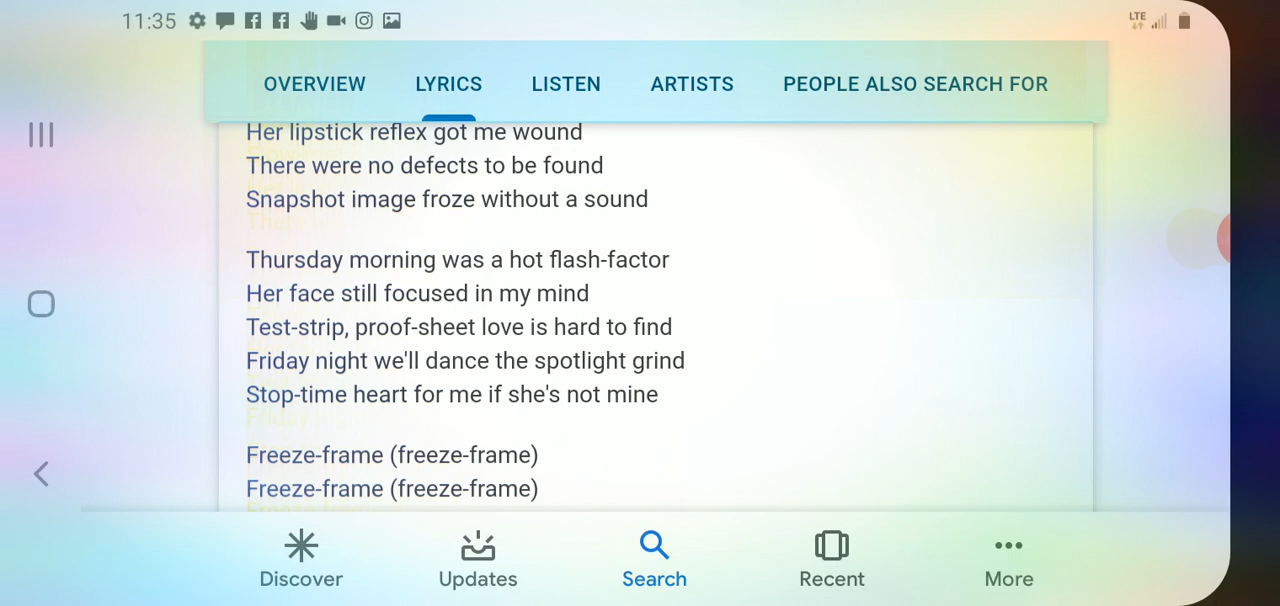 11:35
LTE
OVERVIEW LYRICS LISTEN ARTISTS PEOPLE ALSO SEARCH FOR
Her lipstick reflex got me wound
There were no defects to be found
Snapshot image froze without a sound
Thursday morning was a hot flash-factor
Her face still focused in my mind
Test-strip, proof-sheet love is hard to find
Friday night we'll dance the spotlight grind
Stop-time heart for me if she's not mine
Freeze-frame (freeze-frame)
Freeze-frame (freeze-frame)
Discover Updates Search Recent More